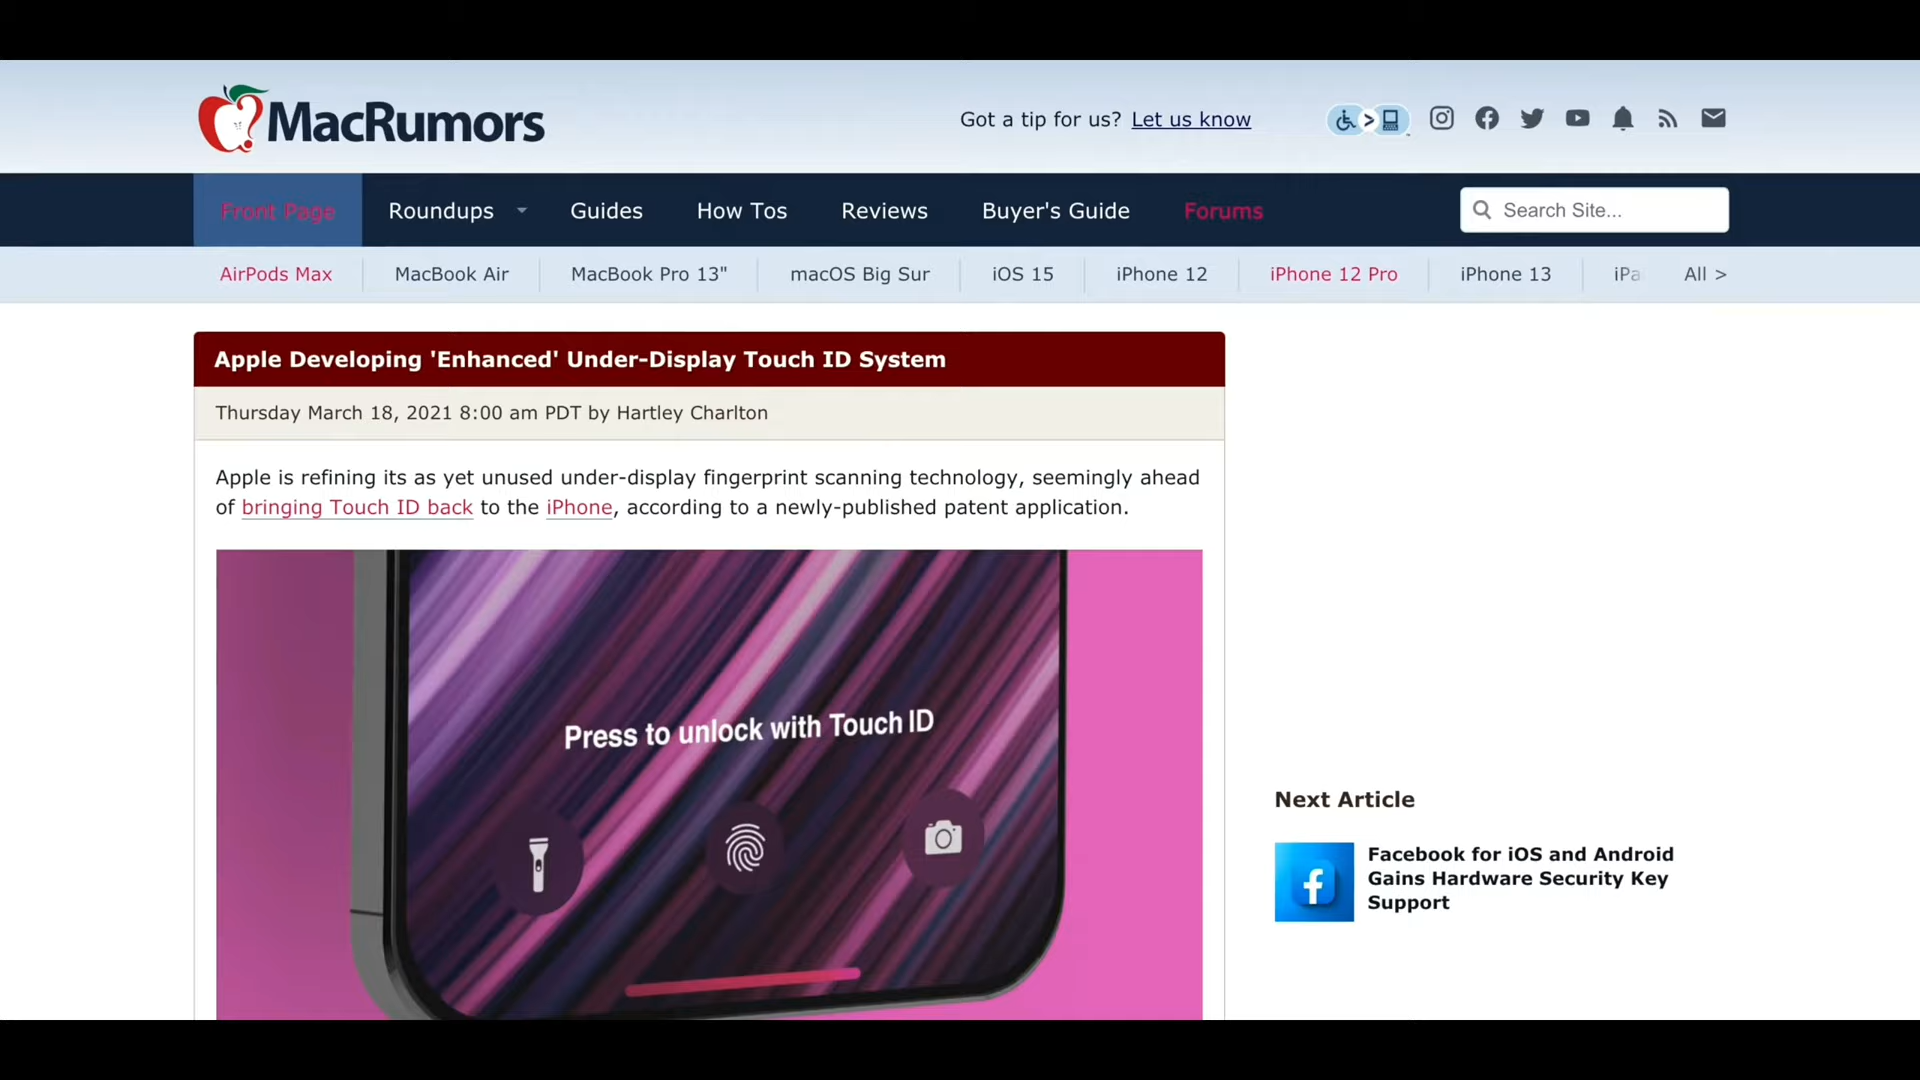 MacRumors
Got a tip for us? Let us know
Front Page Roundups Guides How Tos Reviews Buyer's Guide Forums Search Site...
AirPods Max MacBook Air MacBook Pro 13" macOS Big Sur iOS 15 iPhone 12 iPhone 12 Pro iPhone 13 iPa All >
Apple Developing 'Enhanced' Under-Display Touch ID System
Thursday March 18, 2021 8:00 am PDT by Hartley Charlton
Apple is refining its as yet unused under-display fingerprint scanning technology, seemingly ahead
of bringing Touch ID back to the iPhone, according to a newly-published patent application.
Press to unlock with Touch ID
Next Article
Facebook for iOS and Android
Gains Hardware Security Key
Support